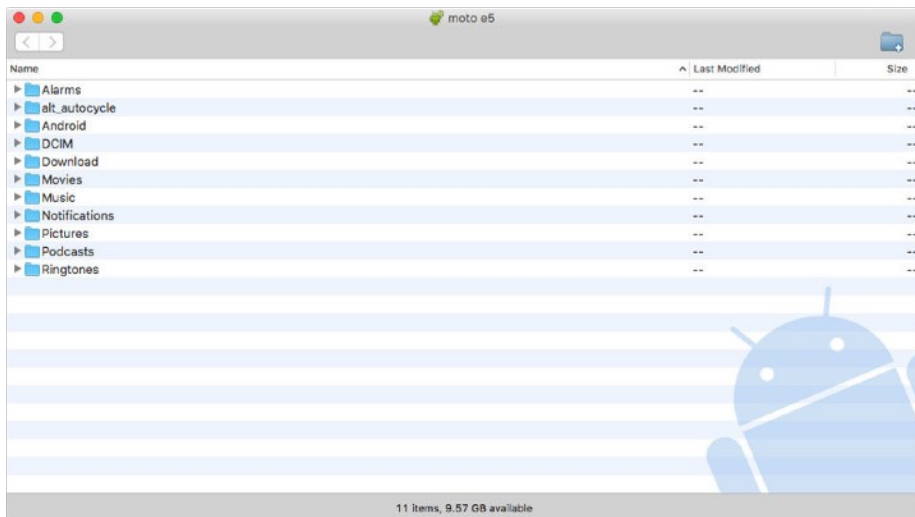 moto e5
Name Last Modified Size
Alarms -- --
alt_autocycle -- --
Android -- --
DCIM -- --
Download -- --
Movies -- --
Music -- --
Notifications -- --
Pictures -- --
Podcasts -- --
Ringtones -- --
11 items, 9.57 GB available